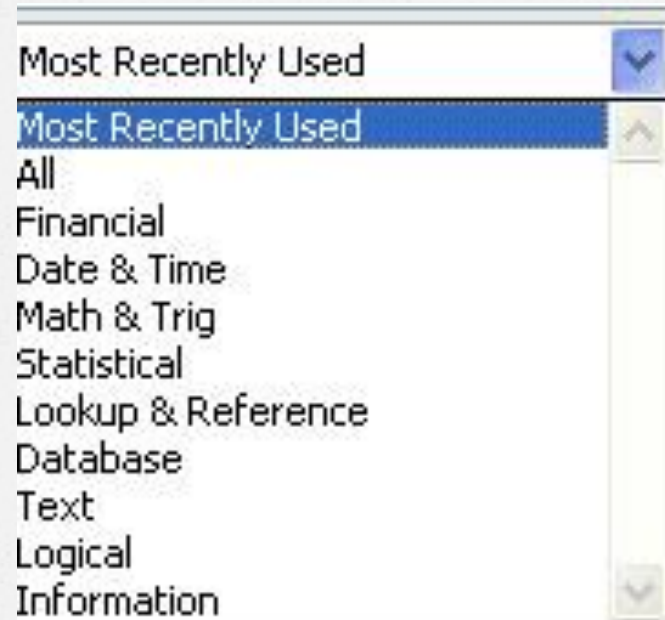 Most Recently Used
Most Recently Used
All
Financial
Date & Time
Math & Trig
Statistical
Lookup & Reference
Database
Text
Logical
Information